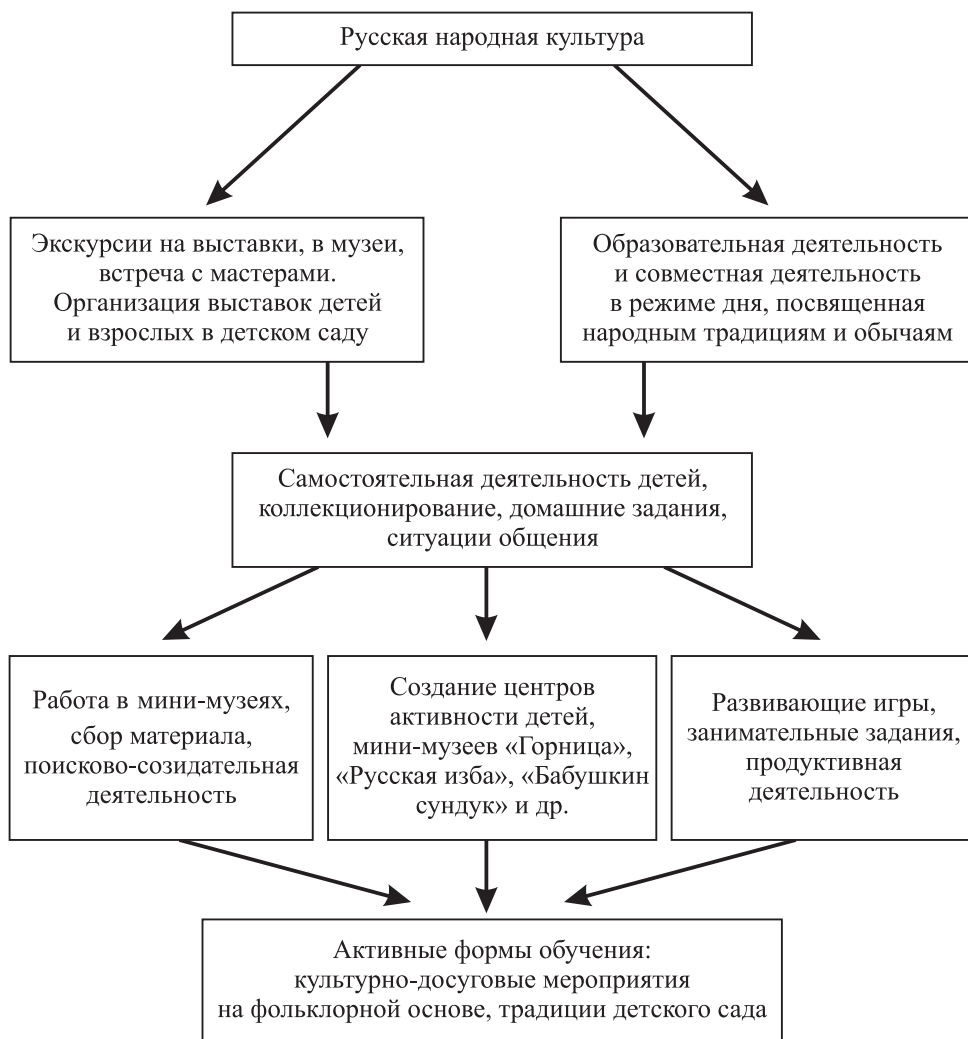 Русская народная культура
Экскурсии на выставки, в музеи,
встреча с мастерами.
Организация выставок детей
и взрослых в детском саду
Образовательная деятельность
и совместная деятельность
в режиме дня, посвященная
народным традициям и обычаям
Самостоятельная деятельность детей,
коллекционирование, домашние задания,
ситуации общения
Работа в мини-музеях,
сбор материала,
поисково-созидательная
деятельность
Создание центров
активности детей,
мини-музеев «Горница»,
«Русская изба», «Бабушкин
сундук» и др.
Развивающие игры,
занимательные задания,
продуктивная
деятельность
Активные формы обучения:
культурно-досуговые мероприятия
на фольклорной основе, традиции детского сада